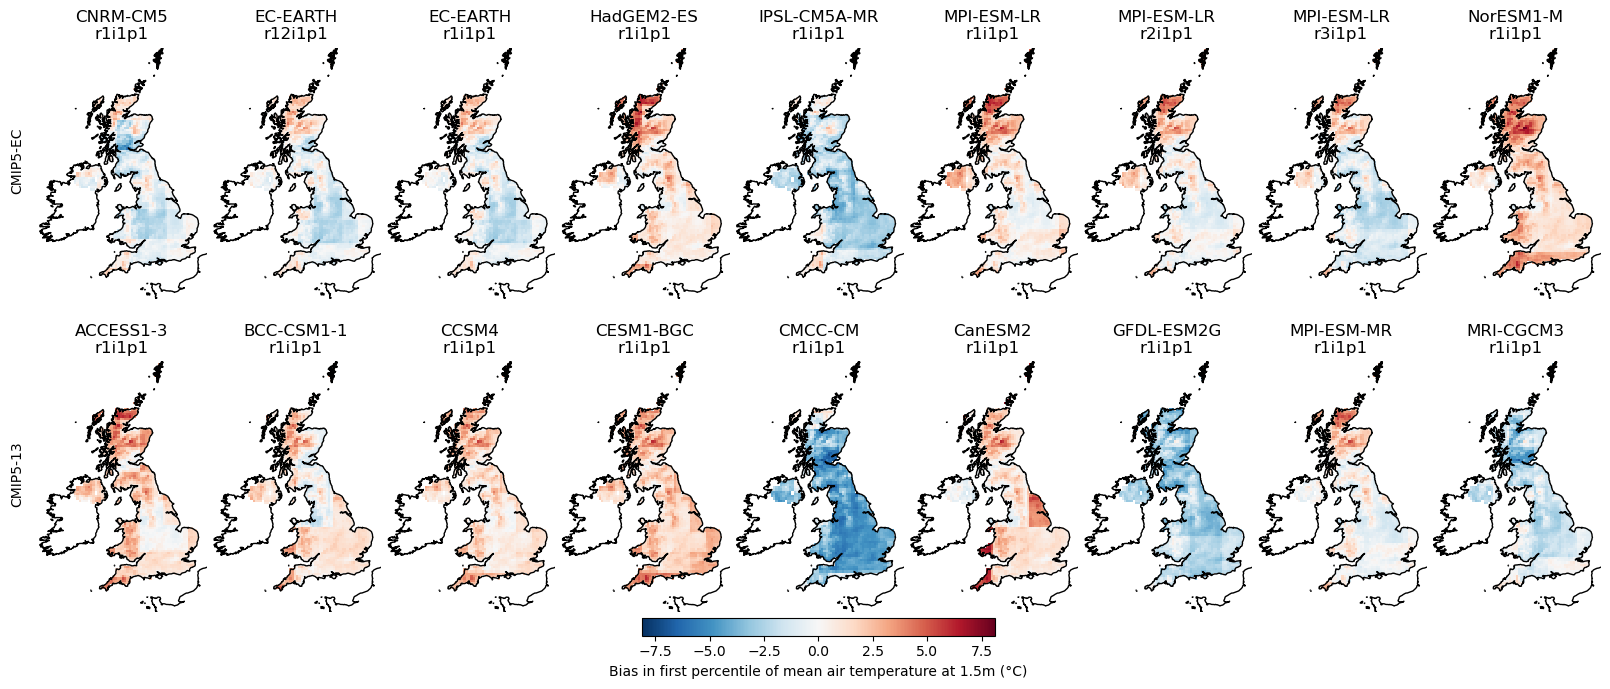 CNRM-CM5
r1i1p1
EC-EARTH
r12i1p1
EC-EARTH
r1i1p1
HadGEM2-ES
r1i1p1
IPSL-CM5A-MR
r1i1p1
MPI-ESM-LR
r1i1p1
MPI-ESM-LR
r2i1p1
MPI-ESM-LR
r3i1p1
NorESM1-M
r1i1p1
CMIP5-EC
ACCESS1-3
r1i1p1
BCC-CSM1-1
r1i1p1
CCSM4
r1i1p1
CESM1-BGC
r1i1p1
CMCC-CM
r1i1p1
CanESM2
r1i1p1
GFDL-ESM2G
r1i1p1
MPI-ESM-MR
r1i1p1
MRI-CGCM3
r1i1p1
CMIP5-13
−7.5 −5.0 −2.5 0.0 2.5 5.0 7.5
Bias in first percentile of mean air temperature at 1.5m (°C)